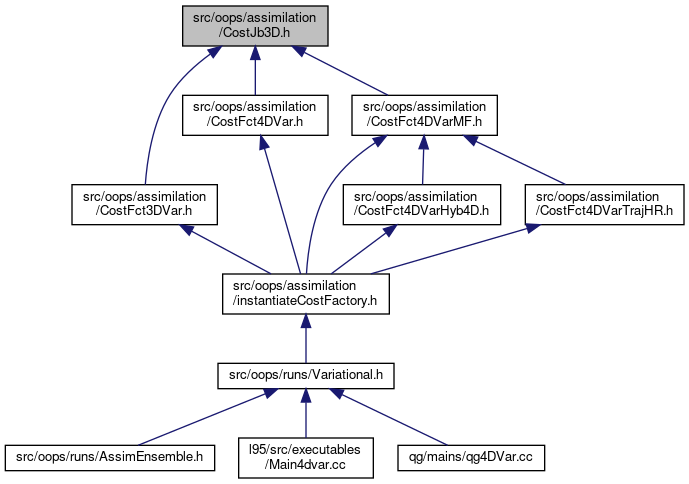 src/oops/assimilation
/CostJb3D.h
src/oops/assimilation
/CostFct4DVar.h
src/oops/assimilation
/CostFct4DVarMF.h
src/oops/assimilation
/CostFct3DVar.h
src/oops/assimilation
/CostFct4DVarHyb4D.h
src/oops/assimilation
/CostFct4DVarTrajHR.h
src/oops/assimilation
/instantiateCostFactory.h
src/oops/runs/Variational.h
src/oops/runs/AssimEnsemble.h
l95/src/executables
/Main4dvar.cc
qg/mains/qg4DVar.cc